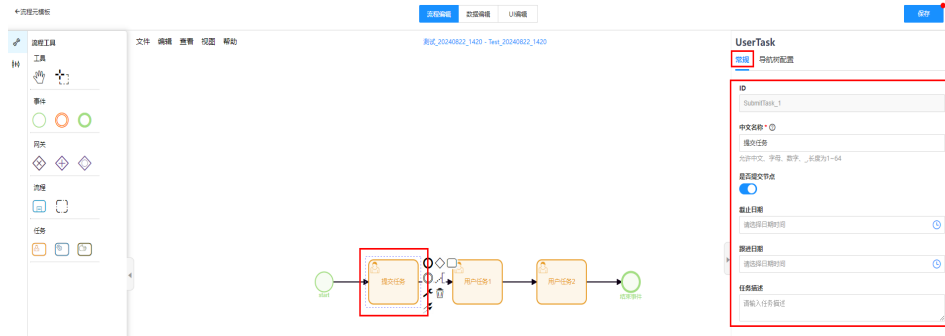 ←流程元模板
流程编辑 数据编辑 UI编辑
保存
流程工具
工具
事件
网关
流程
任务
文件 编辑 查看 视图 帮助
测试_20240822_1420 - Test_20240822_1420
start
提交任务
用户任务1
用户任务2
结束事件
UserTask
常规 导航树配置
ID
SubmitTask_1
中文名称 *
提交任务
允许中文、字母、数字、_,长度为1~64
是否提交节点
截止日期
请选择日期时间
跟进日期
请选择日期时间
任务描述
请输入任务描述